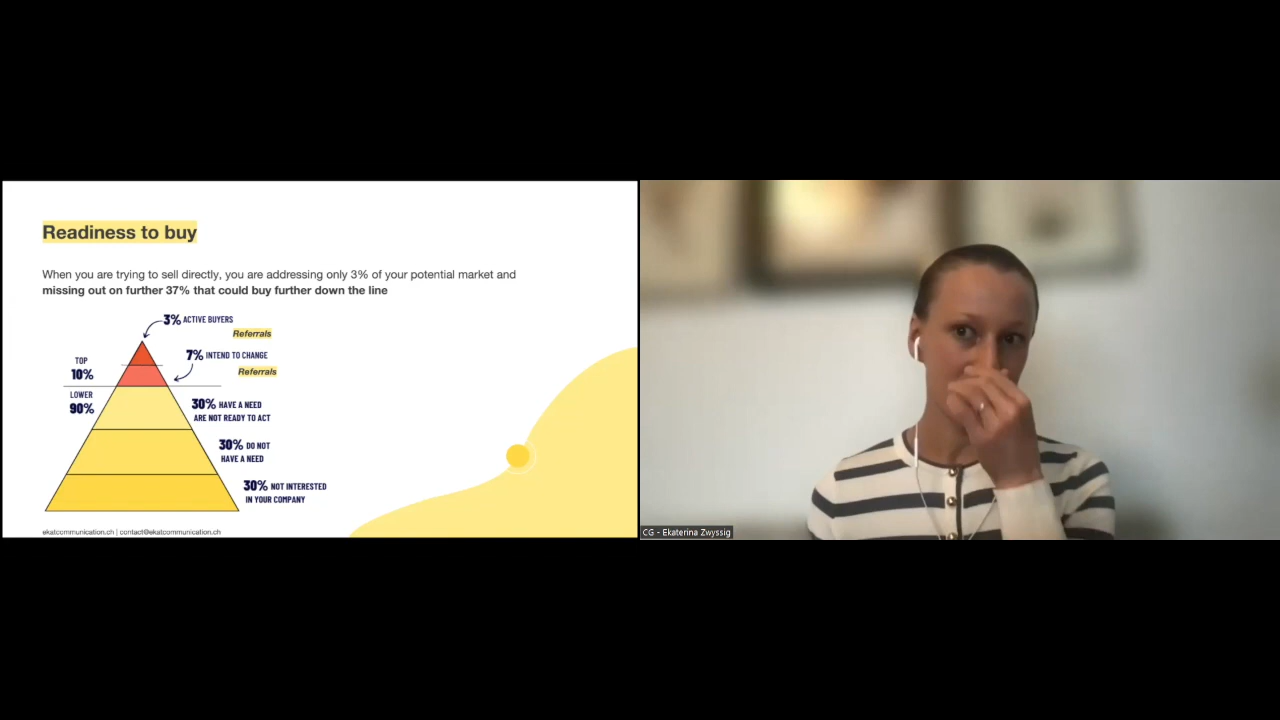 Readiness to buy
When you are trying to sell directly, you are addressing only 3% of your potential market and
missing out on further 37% that could buy further down the line
3% ACTIVE BUYERS
Referrals
7% INTEND TO CHANGE
TOP
10%
Referrals
LOWER
90%
30% HAVE A NEED
ARE NOT READY TO ACT
30% DO NOT
HAVE A NEED
30% NOT INTERESTED
IN YOUR COMPANY
ekatcommunication.ch | contact@ekatcommunication.ch
CG - Ekaterina Zwyssig